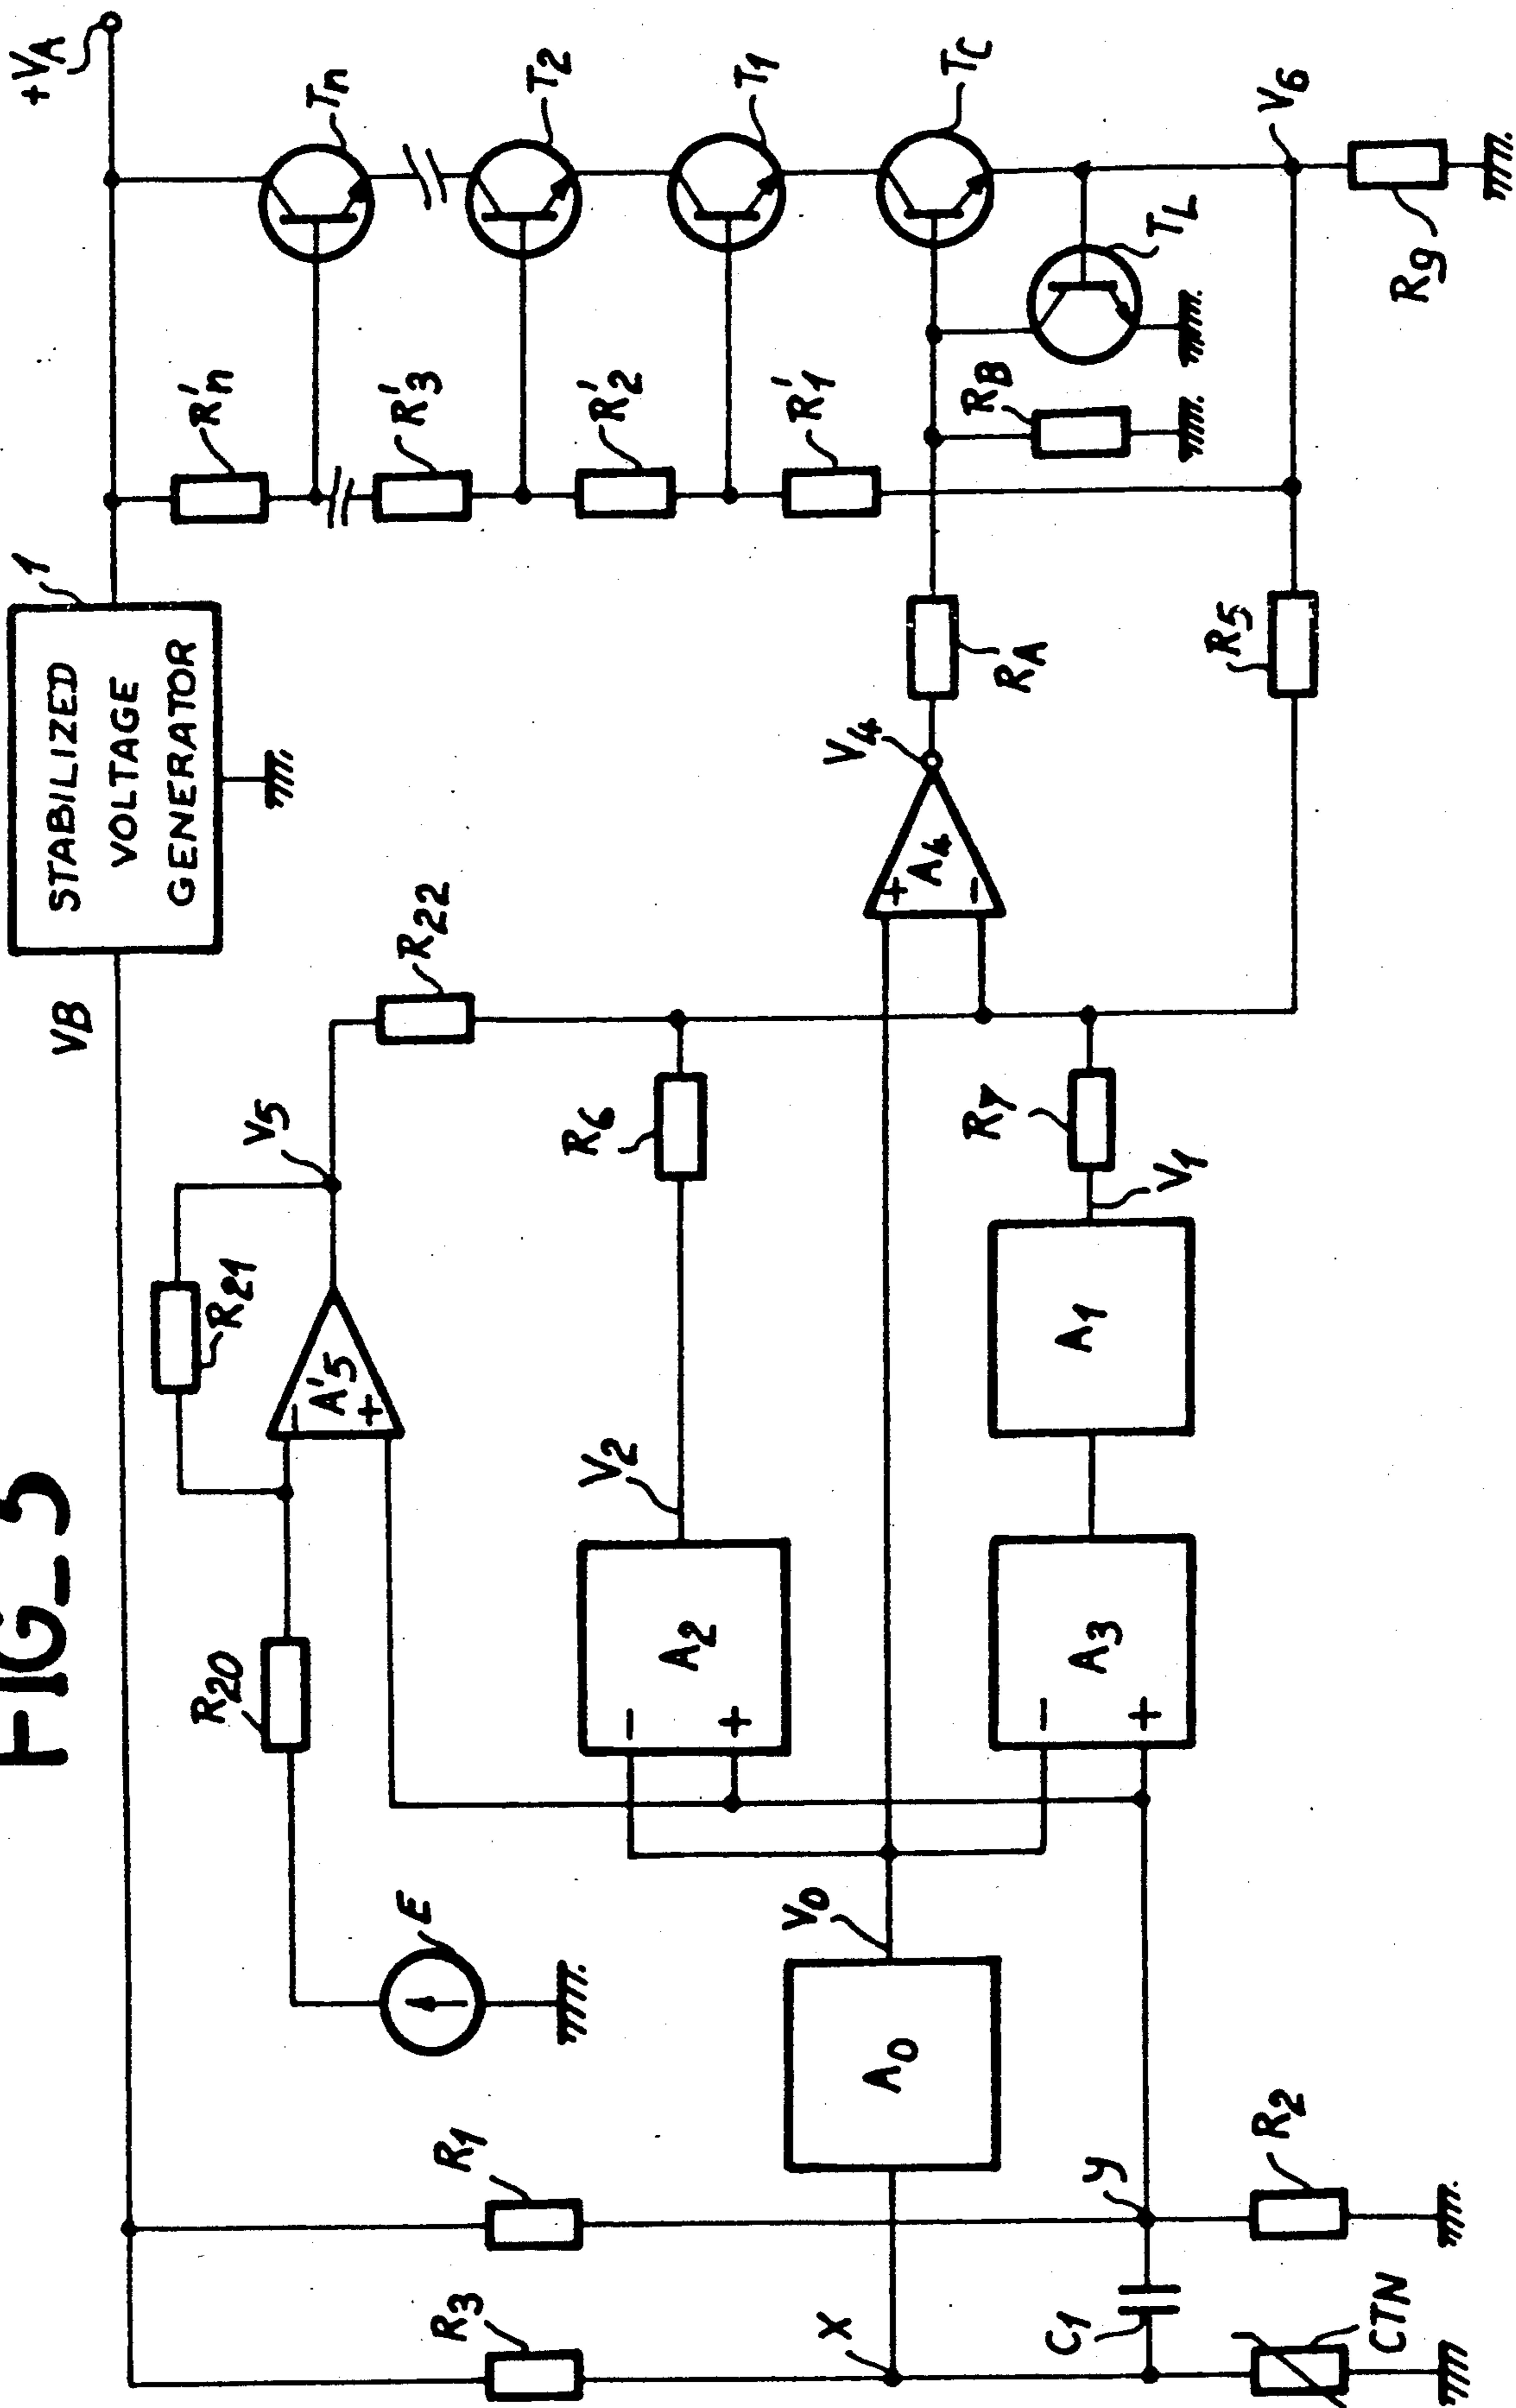 FIG_5
+VA
1
STABILIZED
VOLTAGE
GENERATOR
VB
R'n
Tn
R'3
T2
R'2
T1
R'1
TC
RB
TL
V6
R9
RA
R5
V4
+
A4
-
R22
V5
R21
-
A'5
+
R20
E
R6
V2
A2
-
+
R7
V1
A1
A3
-
+
V0
A0
R1
R3
X
y
C1
R2
CTN